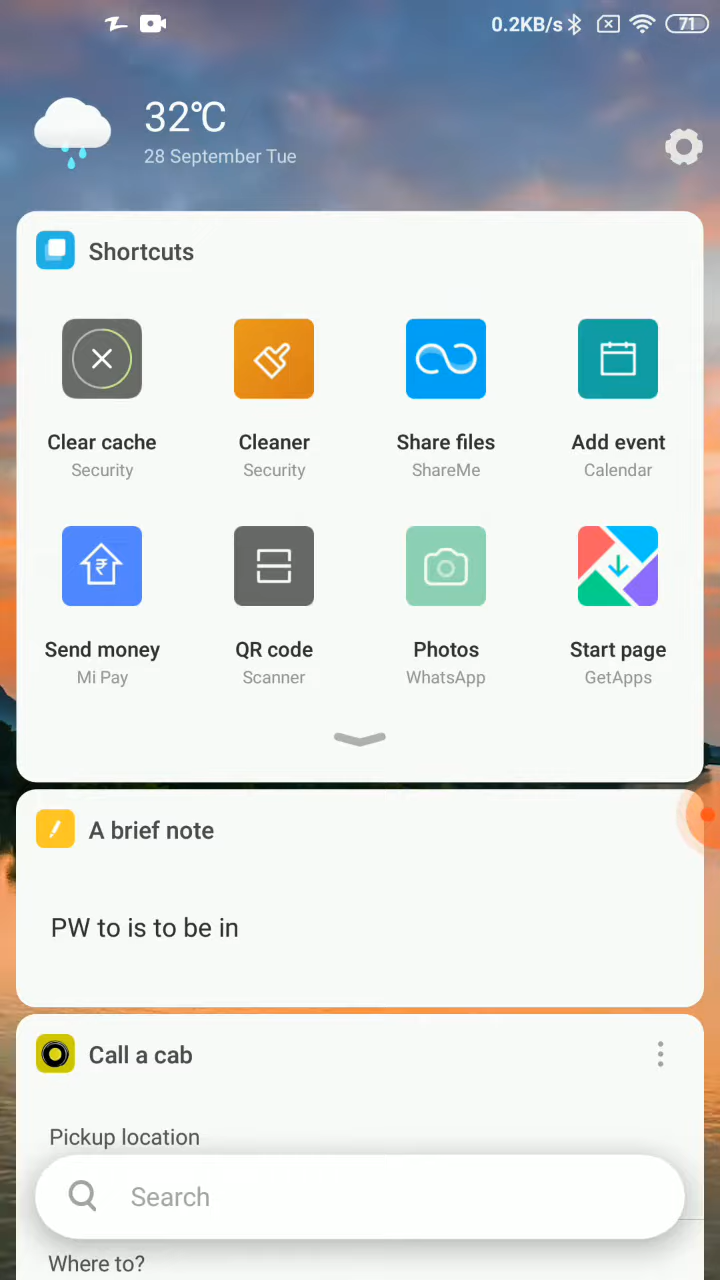 0.2KB/s 71
32℃
28 September Tue
Shortcuts
Clear cache Cleaner Share files Add event
Security Security ShareMe Calendar
₹
Send money QR code Photos Start page
Mi Pay Scanner WhatsApp GetApps
A brief note
PW to is to be in
Call a cab
Pickup location
Search
Where to?